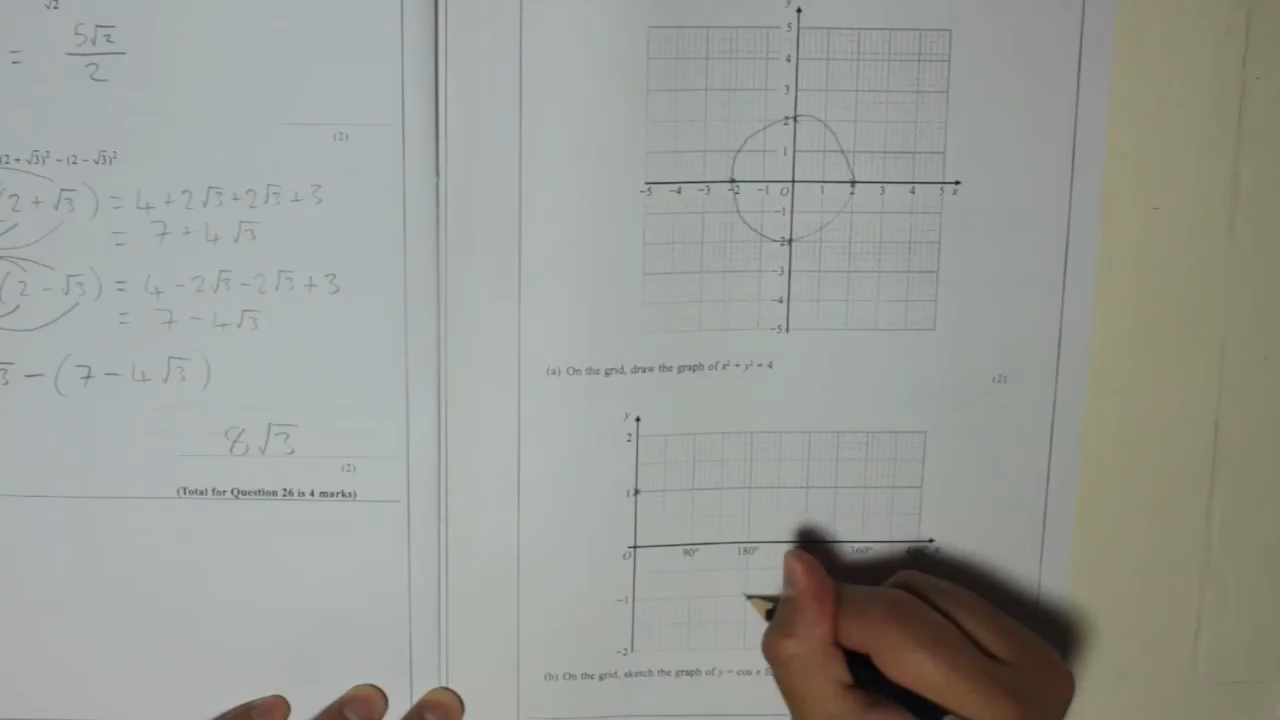 √2
= 5√2/2
(2)
(2 + √3)² − (2 − √3)²
(2 + √3) = 4 + 2√3 + 2√3 + 3
= 7 + 4√3
(2 − √3) = 4 − 2√3 − 2√3 + 3
= 7 − 4√3
√3 − (7 − 4√3)
8√3
(2)
(Total for Question 26 is 4 marks)
y
5
4
3
2
1
−5 −4 −3 −2 −1 O 1 2 3 4 5 x
−1
−2
−3
−4
−5
(a) On the grid, draw the graph of x² + y² = 4
(2)
y
2
1
O 90° 180° 360°
−1
−2
(b) On the grid, sketch the graph of y = cos x